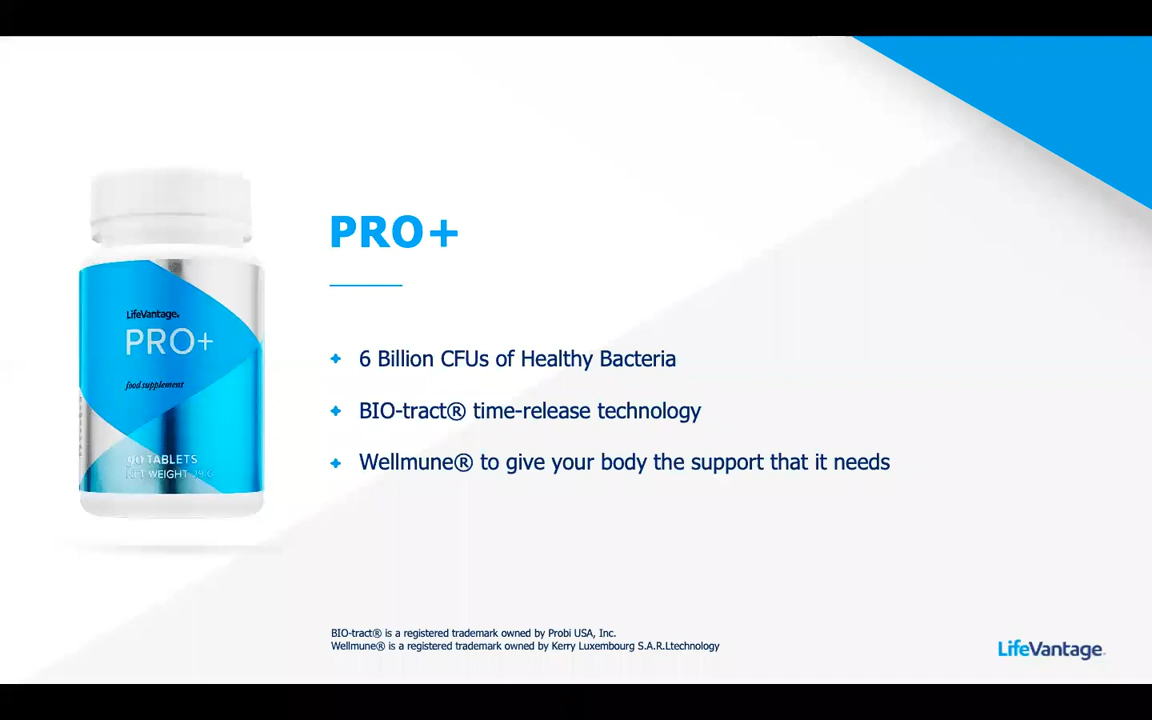 PRO+
6 Billion CFUs of Healthy Bacteria
BIO-tract® time-release technology
Wellmune® to give your body the support that it needs
LifeVantage.
PRO+
food supplement
90 TABLETS
NET WEIGHT
BIO-tract® is a registered trademark owned by Probi USA, Inc.
Wellmune® is a registered trademark owned by Kerry Luxembourg S.A.R.Ltechnology
LifeVantage